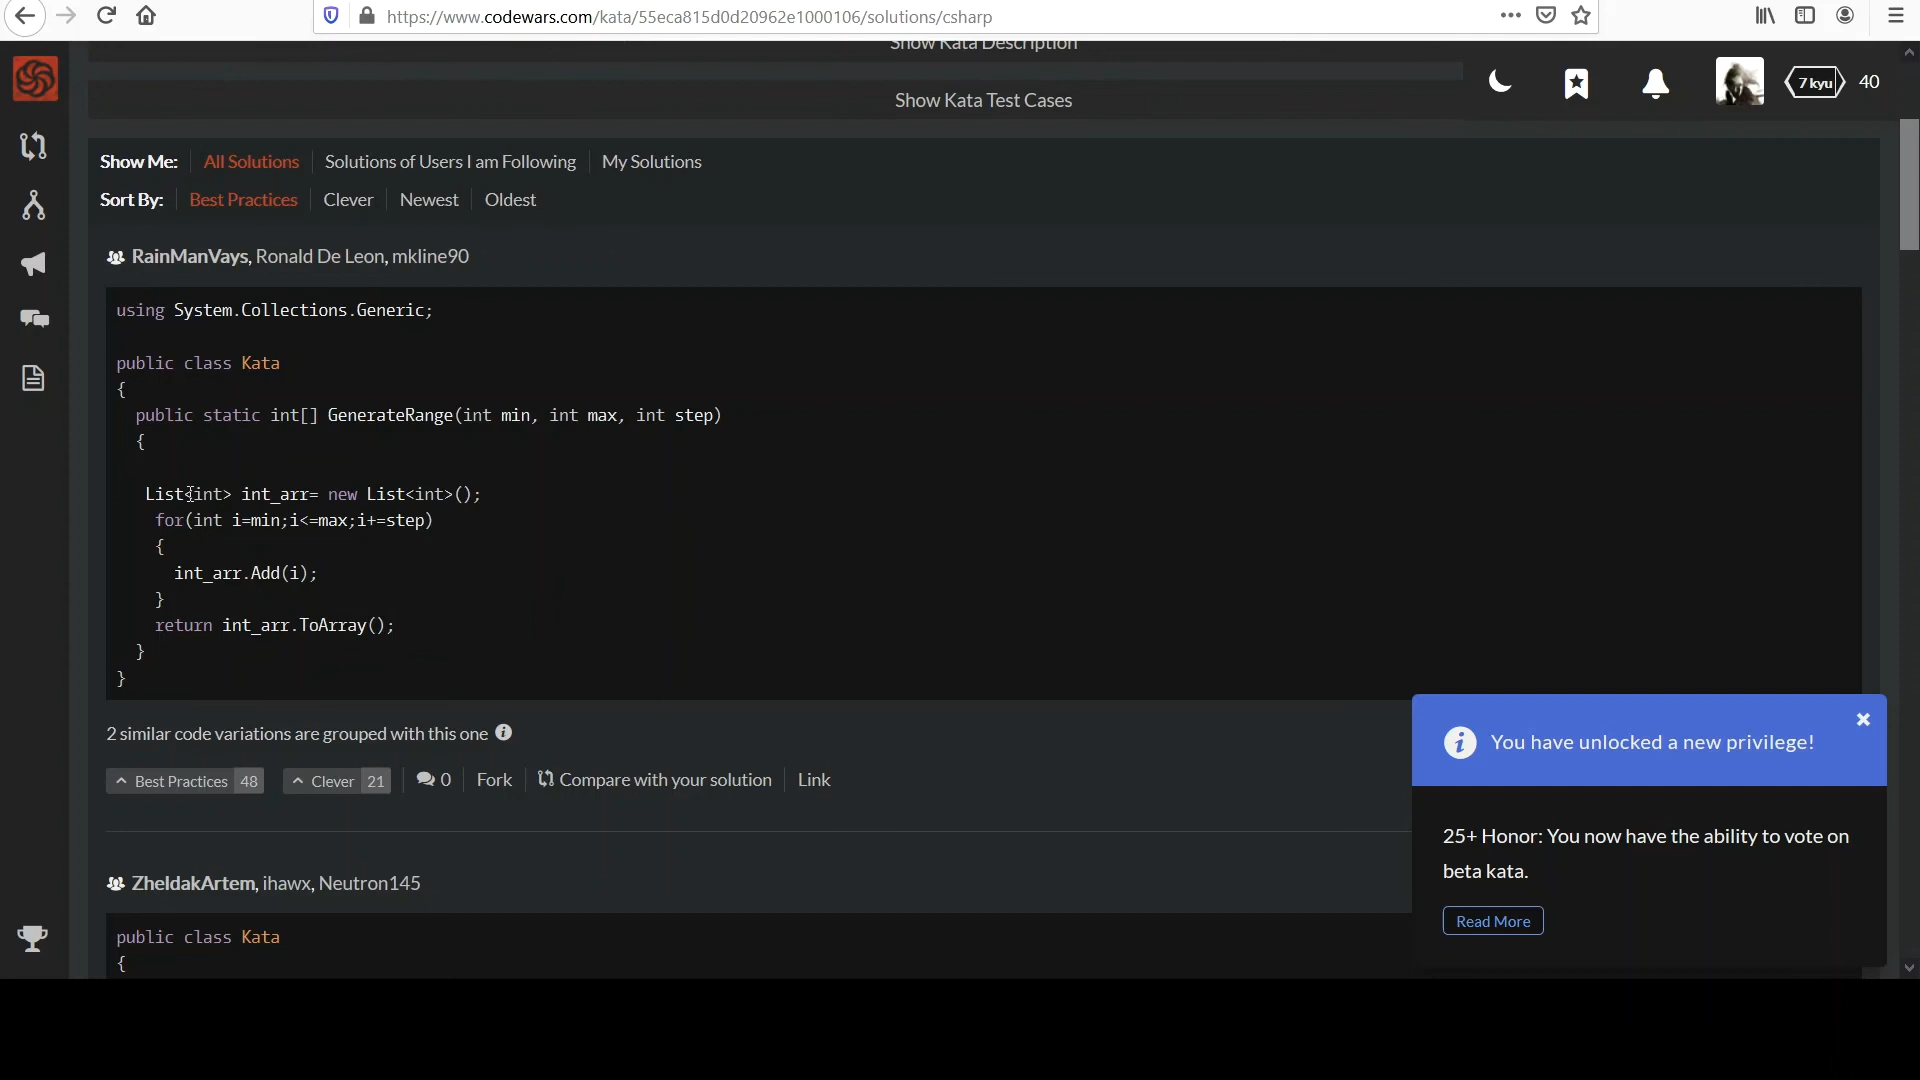 https://www.codewars.com/kata/55eca815d0d20962e1000106/solutions/csharp
Show Kata Description
Show Kata Test Cases
7 kyu 40
Show Me: All Solutions Solutions of Users I am Following My Solutions
Sort By: Best Practices Clever Newest Oldest
RainManVays, Ronald De Leon, mkline90
using System.Collections.Generic;
public class Kata
{
public static int[] GenerateRange(int min, int max, int step)
{
List<int> int_arr= new List<int>();
for(int i=min;i<=max;i+=step)
{
int_arr.Add(i);
}
return int_arr.ToArray();
}
}
2 similar code variations are grouped with this one
Best Practices 48 Clever 21 0 Fork Compare with your solution Link
ZheldakArtem, ihawx, Neutron145
public class Kata
{
You have unlocked a new privilege!
25+ Honor: You now have the ability to vote on
beta kata.
Read More